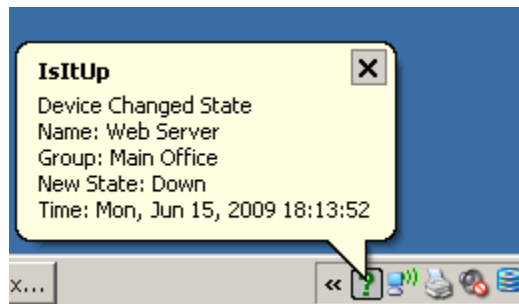 IsItUp
Device Changed State
Name: Web Server
Group: Main Office
New State: Down
Time: Mon, Jun 15, 2009 18:13:52
x...
«
?